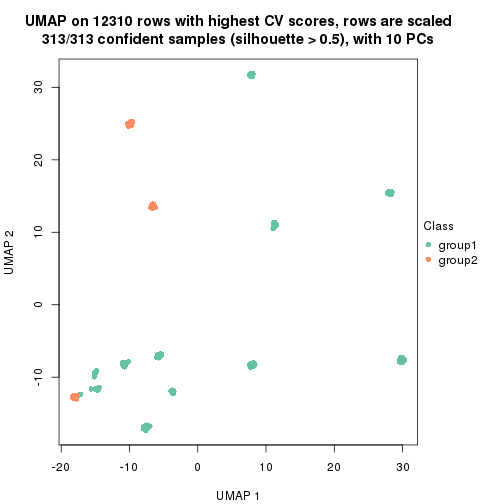 UMAP on 12310 rows with highest CV scores, rows are scaled
313/313 confident samples (silhouette > 0.5), with 10 PCs
30
20
10
0
-10
UMAP 2
-20
-10
0
10
20
30
UMAP 1
Class
group1
group2